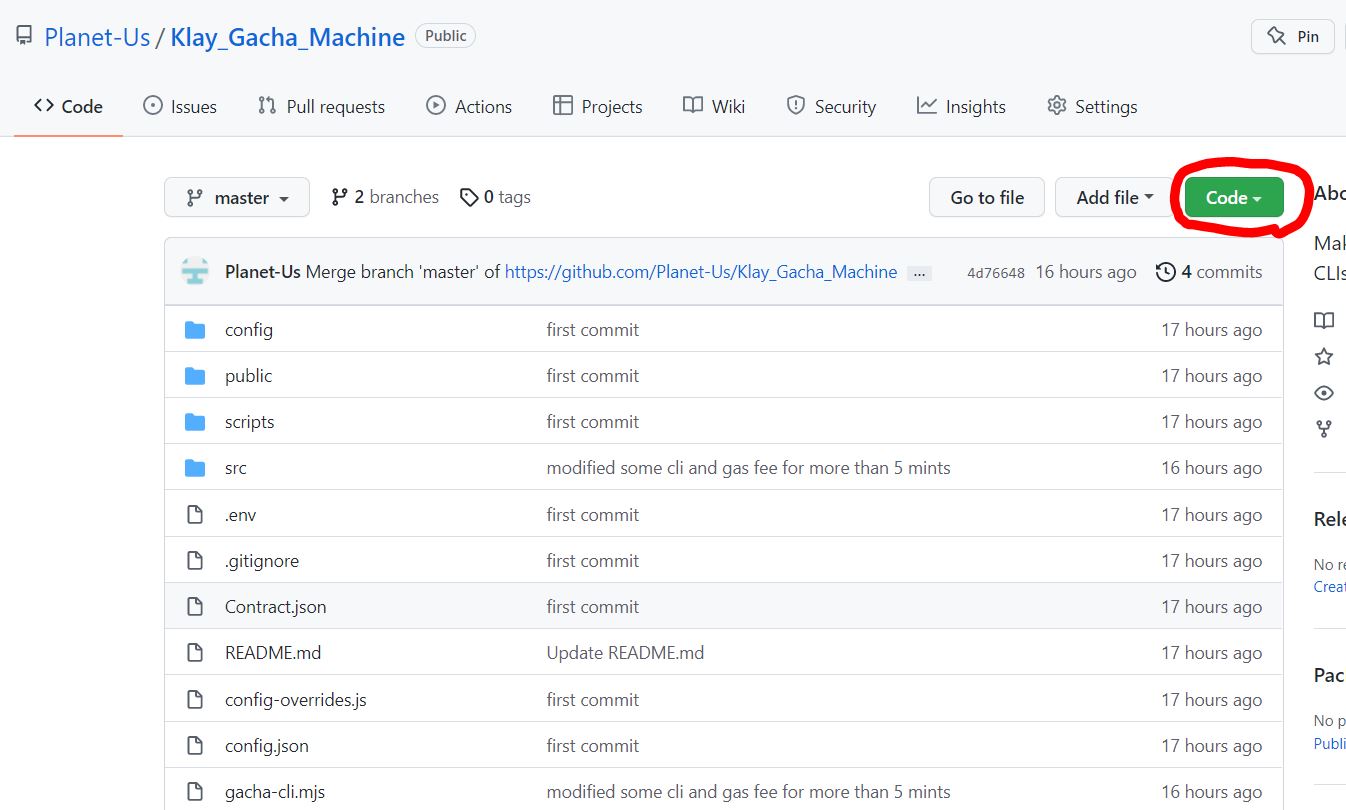 Planet-Us / Klay_Gacha_Machine Public Pin
Code Issues Pull requests Actions Projects Wiki Security Insights Settings
master 2 branches 0 tags Go to file Add file Code
Planet-Us Merge branch 'master' of https://github.com/Planet-Us/Klay_Gacha_Machine ... 4d76648 16 hours ago 4 commits
config first commit 17 hours ago
public first commit 17 hours ago
scripts first commit 17 hours ago
src modified some cli and gas fee for more than 5 mints 16 hours ago
.env first commit 17 hours ago
.gitignore first commit 17 hours ago
Contract.json first commit 17 hours ago
README.md Update README.md 17 hours ago
config-overrides.js first commit 17 hours ago
config.json first commit 17 hours ago
gacha-cli.mjs modified some cli and gas fee for more than 5 mints 16 hours ago
Abo
Mak
CLIs
Rele
No re
Creat
Pac
No p
Publi